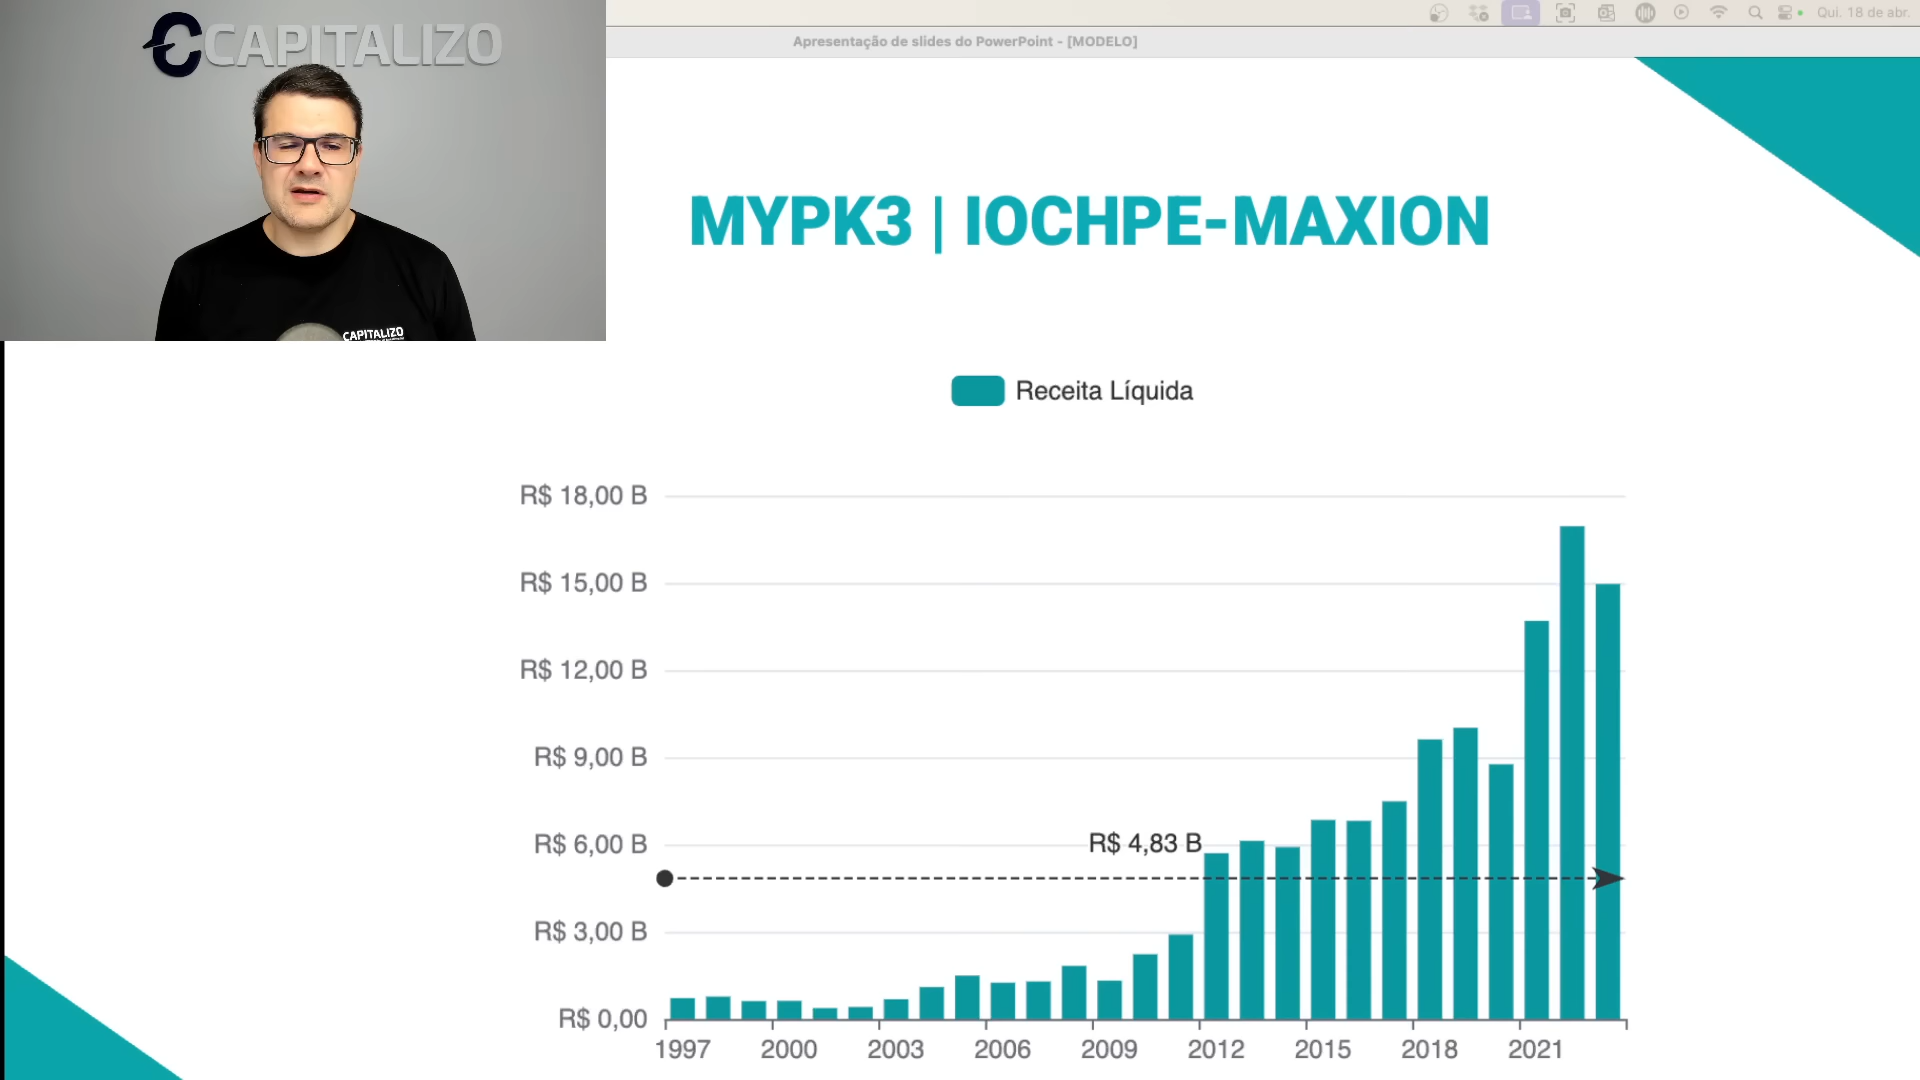 CAPITALIZO
Qui. 18 de abr.
Apresentação de slides do PowerPoint - [MODELO]
MYPK3 | IOCHPE-MAXION
CAPITALIZO
Receita Líquida
R$ 18,00 B
R$ 15,00 B
R$ 12,00 B
R$ 9,00 B
R$ 6,00 B
R$ 4,83 B
R$ 3,00 B
R$ 0,00
1997 2000 2003 2006 2009 2012 2015 2018 2021